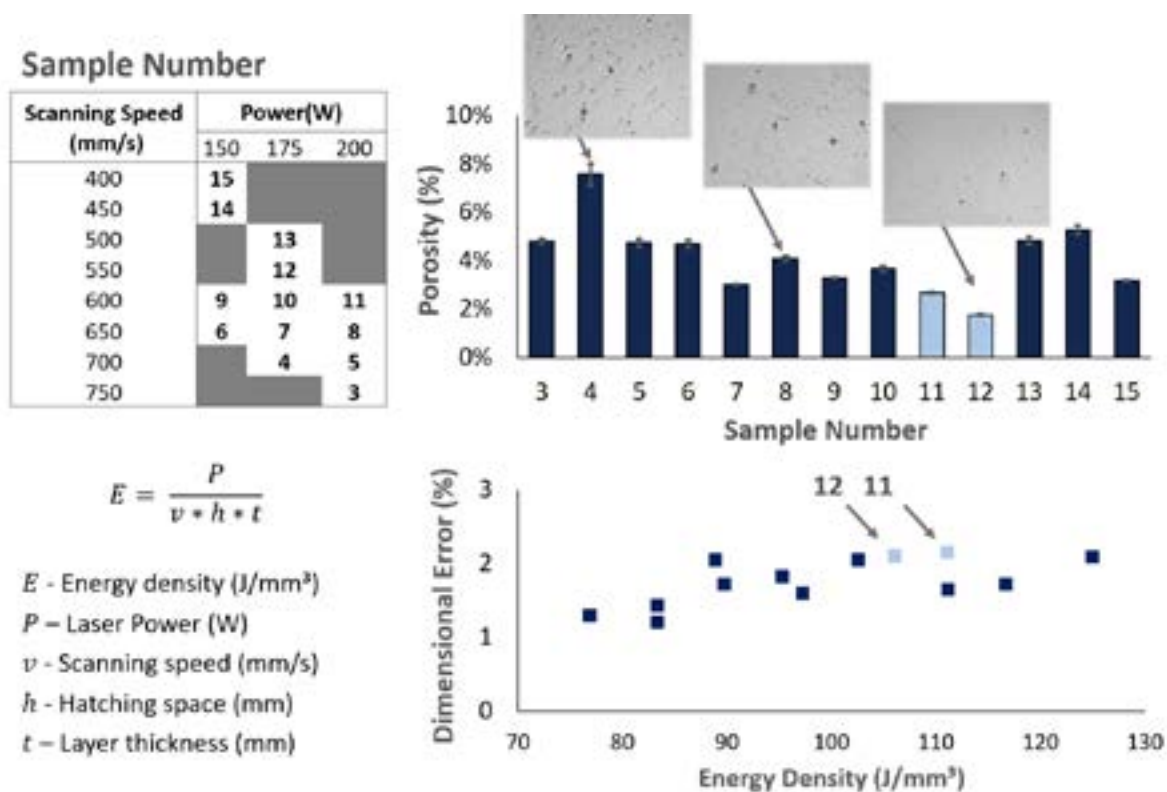 Sample Number
Scanning Speed (mm/s) Power(W)
150 175 200
400 15
450 14
500 13
550 12
600 9 10 11
650 6 7 8
700 4 5
750 3
E = P / v * h * t
E - Energy density (J/mm³)
P – Laser Power (W)
v - Scanning speed (mm/s)
h - Hatching space (mm)
t – Layer thickness (mm)
Porosity (%)
10%
8%
6%
4%
2%
0%
3 4 5 6 7 8 9 10 11 12 13 14 15
Sample Number
Dimensional Error (%)
3
2
1
0
12 11
70 80 90 100 110 120 130
Energy Density (J/mm³)